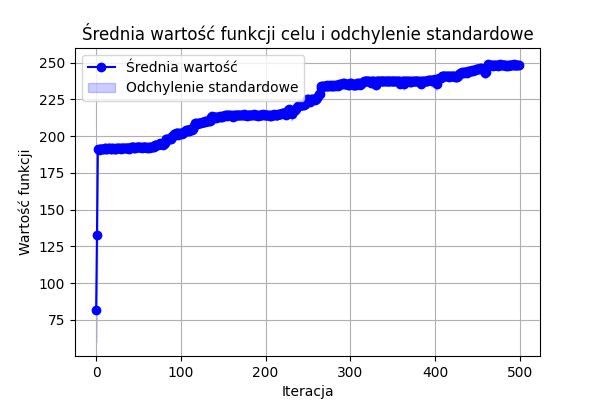 Średnia wartość funkcji celu i odchylenie standardowe
Średnia wartość
Odchylenie standardowe
Wartość funkcji
250
225
200
175
150
125
100
75
0 100 200 300 400 500
Iteracja